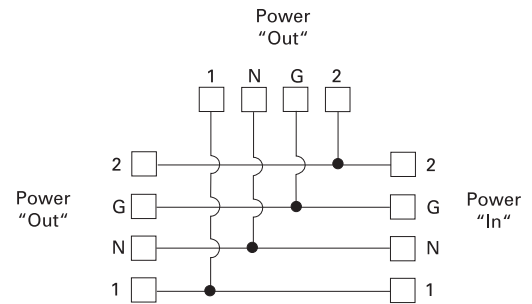 Power
“Out“
1 N G 2
2 2
Power
“Out“
G G
Power
“In“
N N
1 1